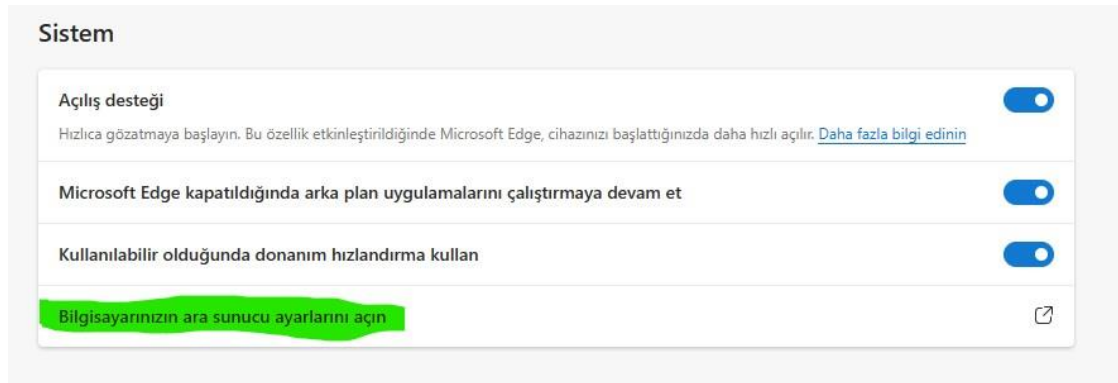 Sistem
Açılış desteği
Hızlıca gözatmaya başlayın. Bu özellik etkinleştirildiğinde Microsoft Edge, cihazınızı başlattığınızda daha hızlı açılır. Daha fazla bilgi edinin
Microsoft Edge kapatıldığında arka plan uygulamalarını çalıştırmaya devam et
Kullanılabilir olduğunda donanım hızlandırma kullan
Bilgisayarınızın ara sunucu ayarlarını açın